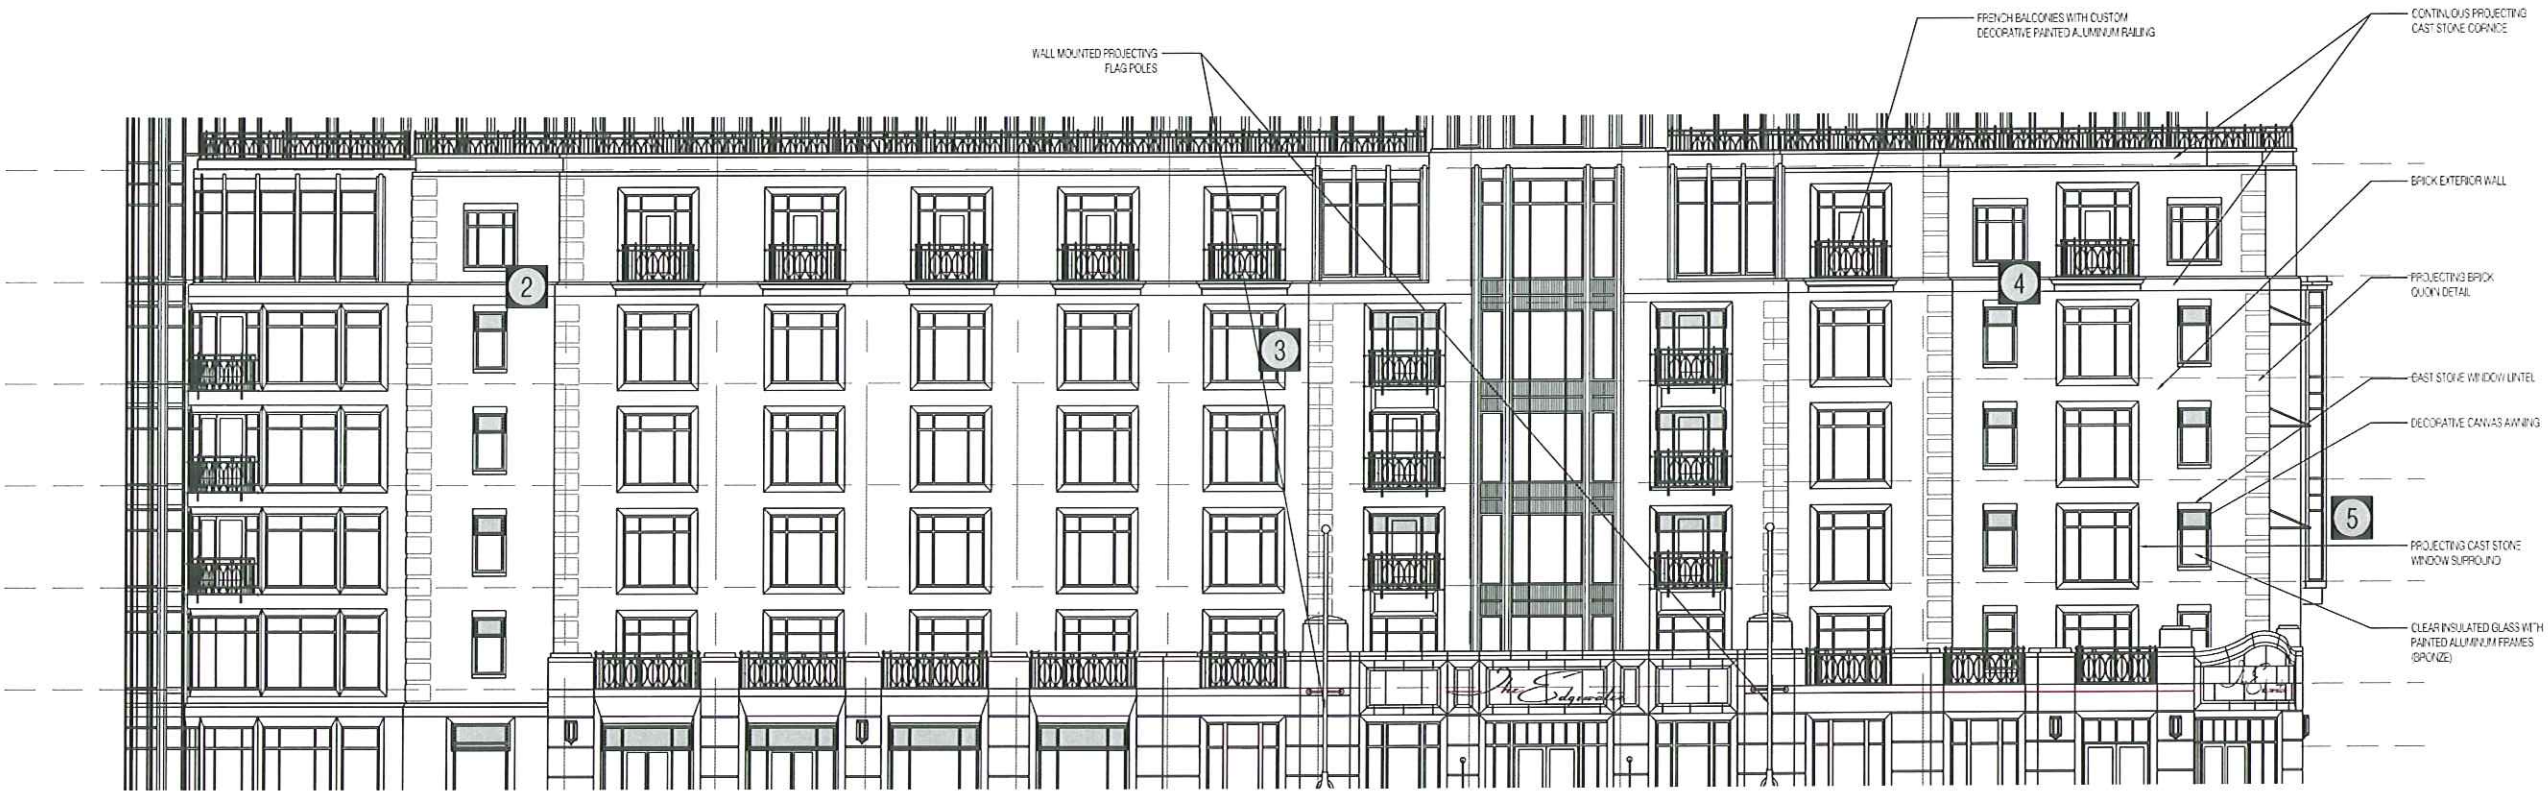 FRENCH BALCONIES WITH CUSTOM
DECORATIVE PAINTED ALUMINUM RAILING
CONTINUOUS PROJECTING
CAST STONE CORNICE
WALL MOUNTED PROJECTING
FLAG POLES
BRICK EXTERIOR WALL
2
4
PROJECTING BRICK
QUOIN DETAIL
3
CAST STONE WINDOW LINTEL
DECORATIVE CANVAS AWNING
5
PROJECTING CAST STONE
WINDOW SURROUND
CLEAR INSULATED GLASS WITH
PAINTED ALUMINUM FRAMES
(BRONZE)
The Edgewater